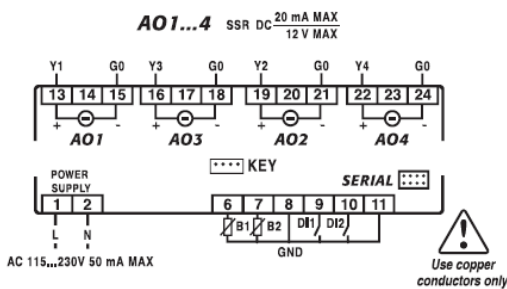 AO1...4 SSR DC 20 mA MAX
12 V MAX
Y1 G0 Y3 G0 Y2 G0 Y4 G0
13 14 15 16 17 18 19 20 21 22 23 24
+ - + - + - + -
AO1 AO3 AO2 AO4
KEY
POWER
SUPPLY
SERIAL
1 2 6 7 8 9 10 11
L N B1 B2 DI1 DI2
GND
AC 115...230V 50 mA MAX
Use copper
conductors only